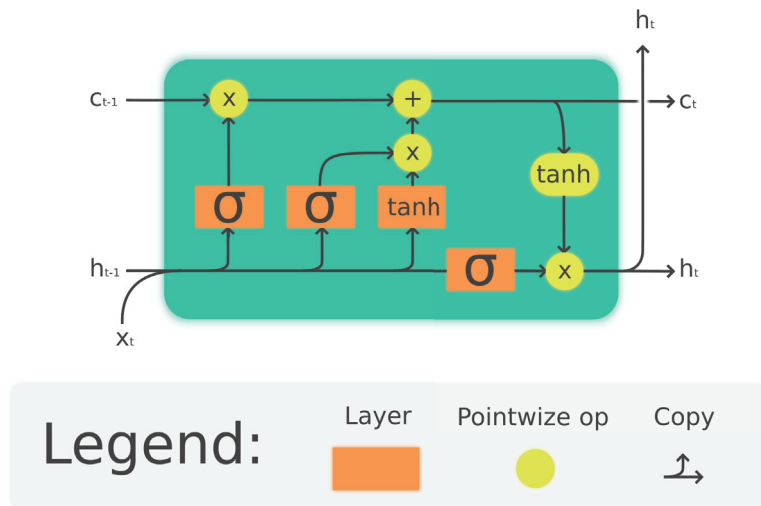 ht
ct-1
x
+
ct
x
tanh
σ
σ
tanh
ht-1
σ
x
ht
xt
Legend:
Layer
Pointwize op
Copy